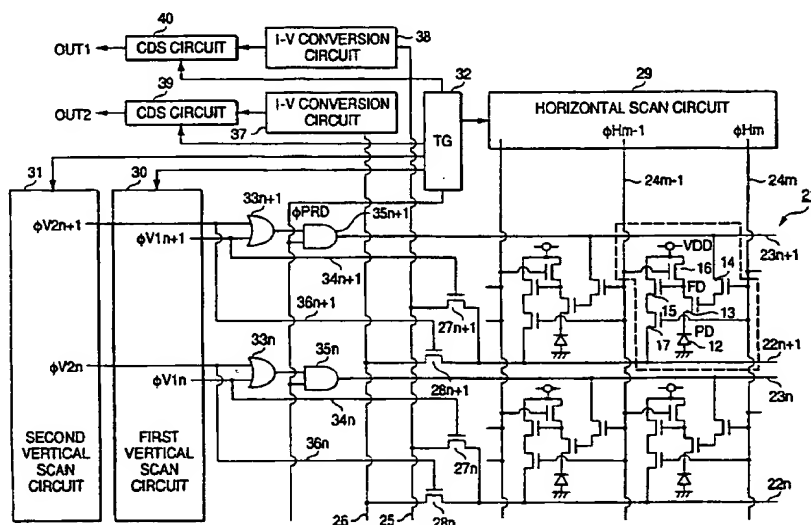 40
38
OUT1
CDS CIRCUIT
I-V CONVERSION
CIRCUIT
39
32
29
OUT2
CDS CIRCUIT
I-V CONVERSION
CIRCUIT
37
TG
HORIZONTAL SCAN CIRCUIT
φHm-1
φHm
31
30
33n+1
φPRD
35n+1
24m-1
24m
φV2n+1
φV1n+1
VDD
14
23n+1
16
34n+1
FD
36n+1
27n+1
15
13
PD
33n
35n
17
12
22n+1
φV2n
φV1n
28n+1
23n
34n
SECOND
VERTICAL
SCAN
CIRCUIT
FIRST
VERTICAL
SCAN
CIRCUIT
36n
27n
22n
26
25
28n